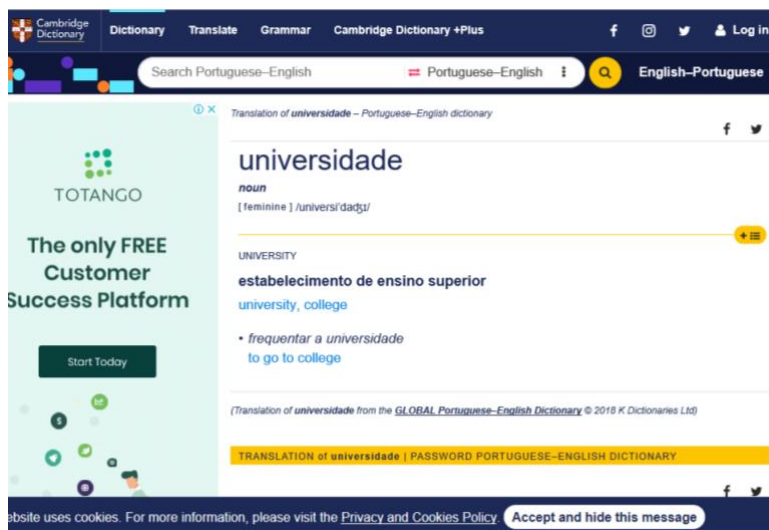 Cambridge
Dictionary
Dictionary Translate Grammar Cambridge Dictionary +Plus Log in
Search Portuguese–English Portuguese–English English–Portuguese
Translation of universidade – Portuguese–English dictionary
TOTANGO
The only FREE
Customer
Success Platform
Start Today
universidade
noun
[ feminine ] /universi'dadʒɪ/
UNIVERSITY
estabelecimento de ensino superior
university, college
• frequentar a universidade
to go to college
(Translation of universidade from the GLOBAL Portuguese–English Dictionary © 2018 K Dictionaries Ltd)
TRANSLATION of universidade | PASSWORD PORTUGUESE–ENGLISH DICTIONARY
ebsite uses cookies. For more information, please visit the Privacy and Cookies Policy. Accept and hide this message